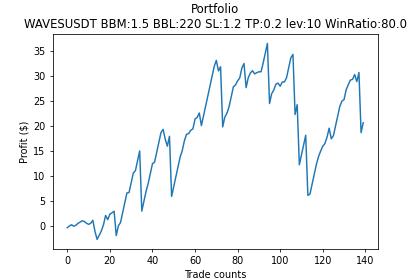 Portfolio
WAVESUSDT BBM:1.5 BBL:220 SL:1.2 TP:0.2 lev:10 WinRatio:80.0
35
30
25
20
15
10
5
0
Profit ($)
0 20 40 60 80 100 120 140
Trade counts